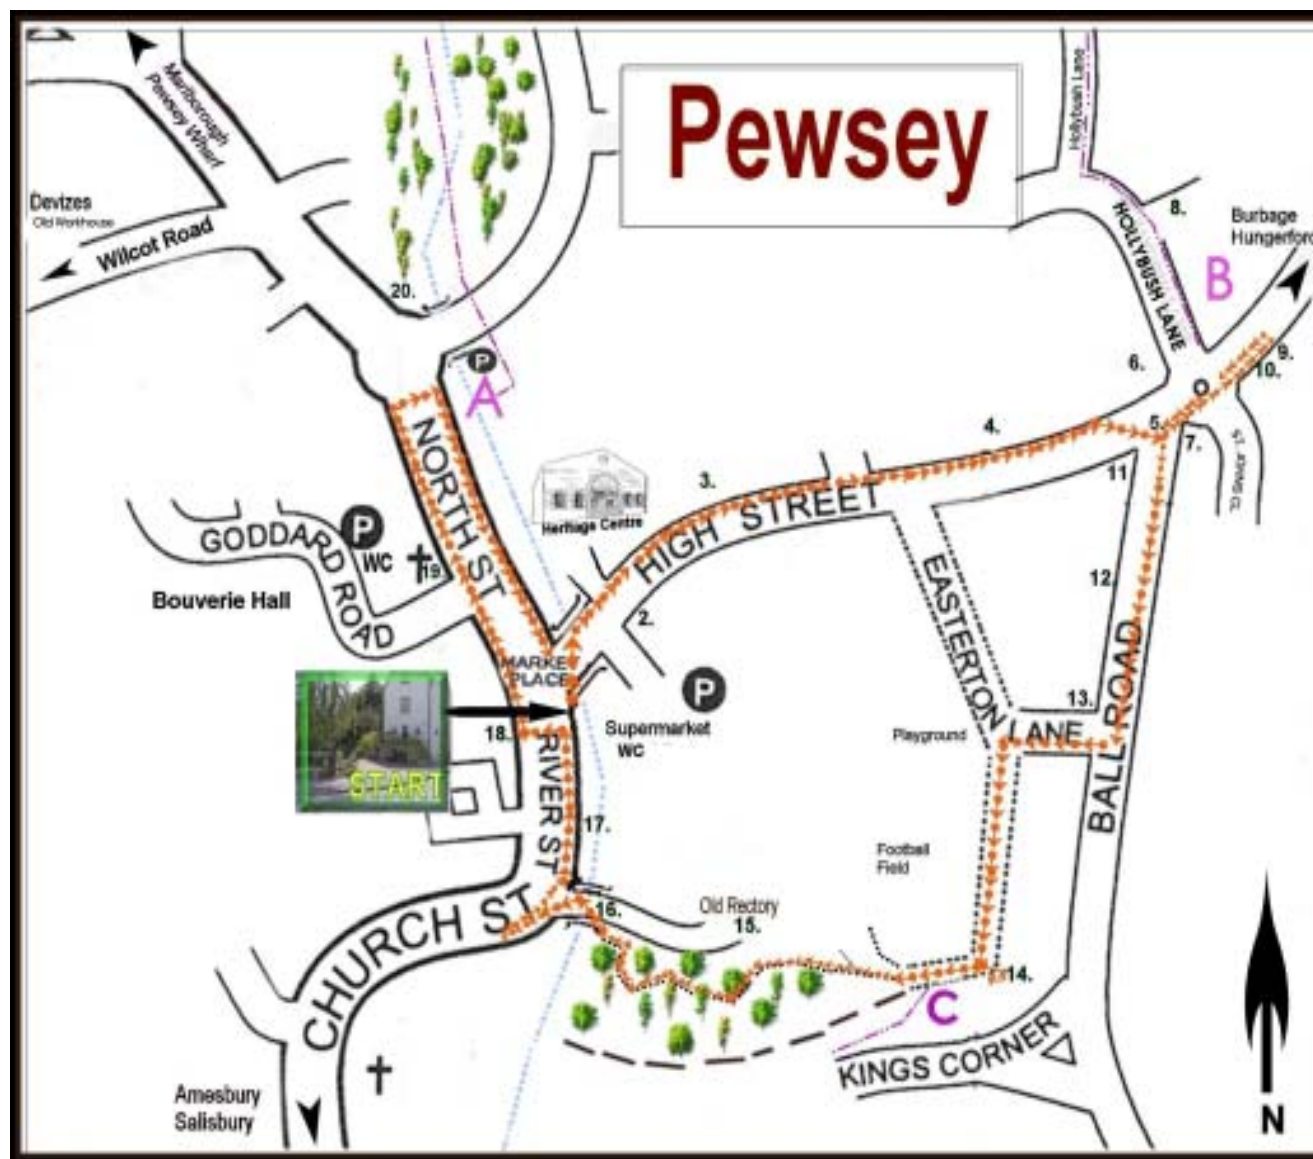 Pewsey
Marlborough
Pewsey Wharf
Hollybush Lane
Devizes
Old Workhouse
Wilcot Road
8.
HOLLYBUSH LANE
Burbage
Hungerford
B
20.
P
A
6.
9.
10.
5.
7.
4.
NORTH ST
3.
11
HIGH STREET
Heritage Centre
GODDARD ROAD
P
WC
19
Bouverie Hall
EASTERTON LANE
12.
2.
MARKET
PLACE
P
13.
BALL ROAD
Supermarket
WC
18.
Playground
START
RIVER ST
17.
Football
Field
CHURCH ST
16.
Old Rectory
15.
14.
C
KINGS CORNER
Amesbury
Salisbury
N